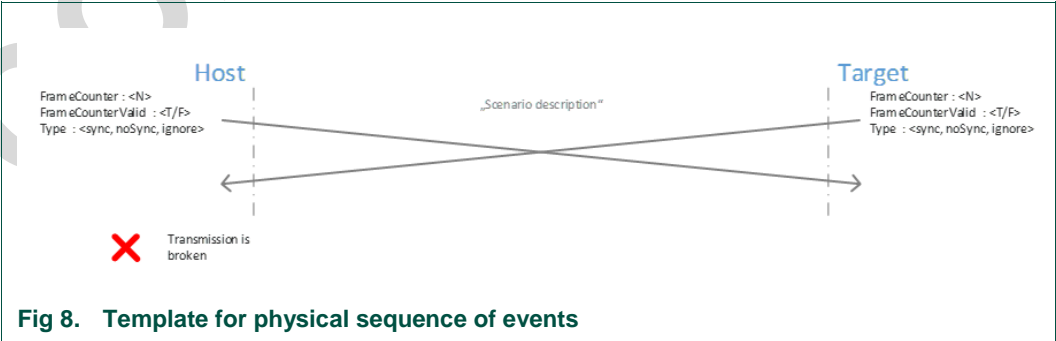 Host
Target
FrameCounter : <N>
FrameCounterValid : <T/F>
Type : <sync, noSync, ignore>
„Scenario description“
FrameCounter : <N>
FrameCounterValid : <T/F>
Type : <sync, noSync, ignore>
Transmission is
broken
Fig 8. Template for physical sequence of events